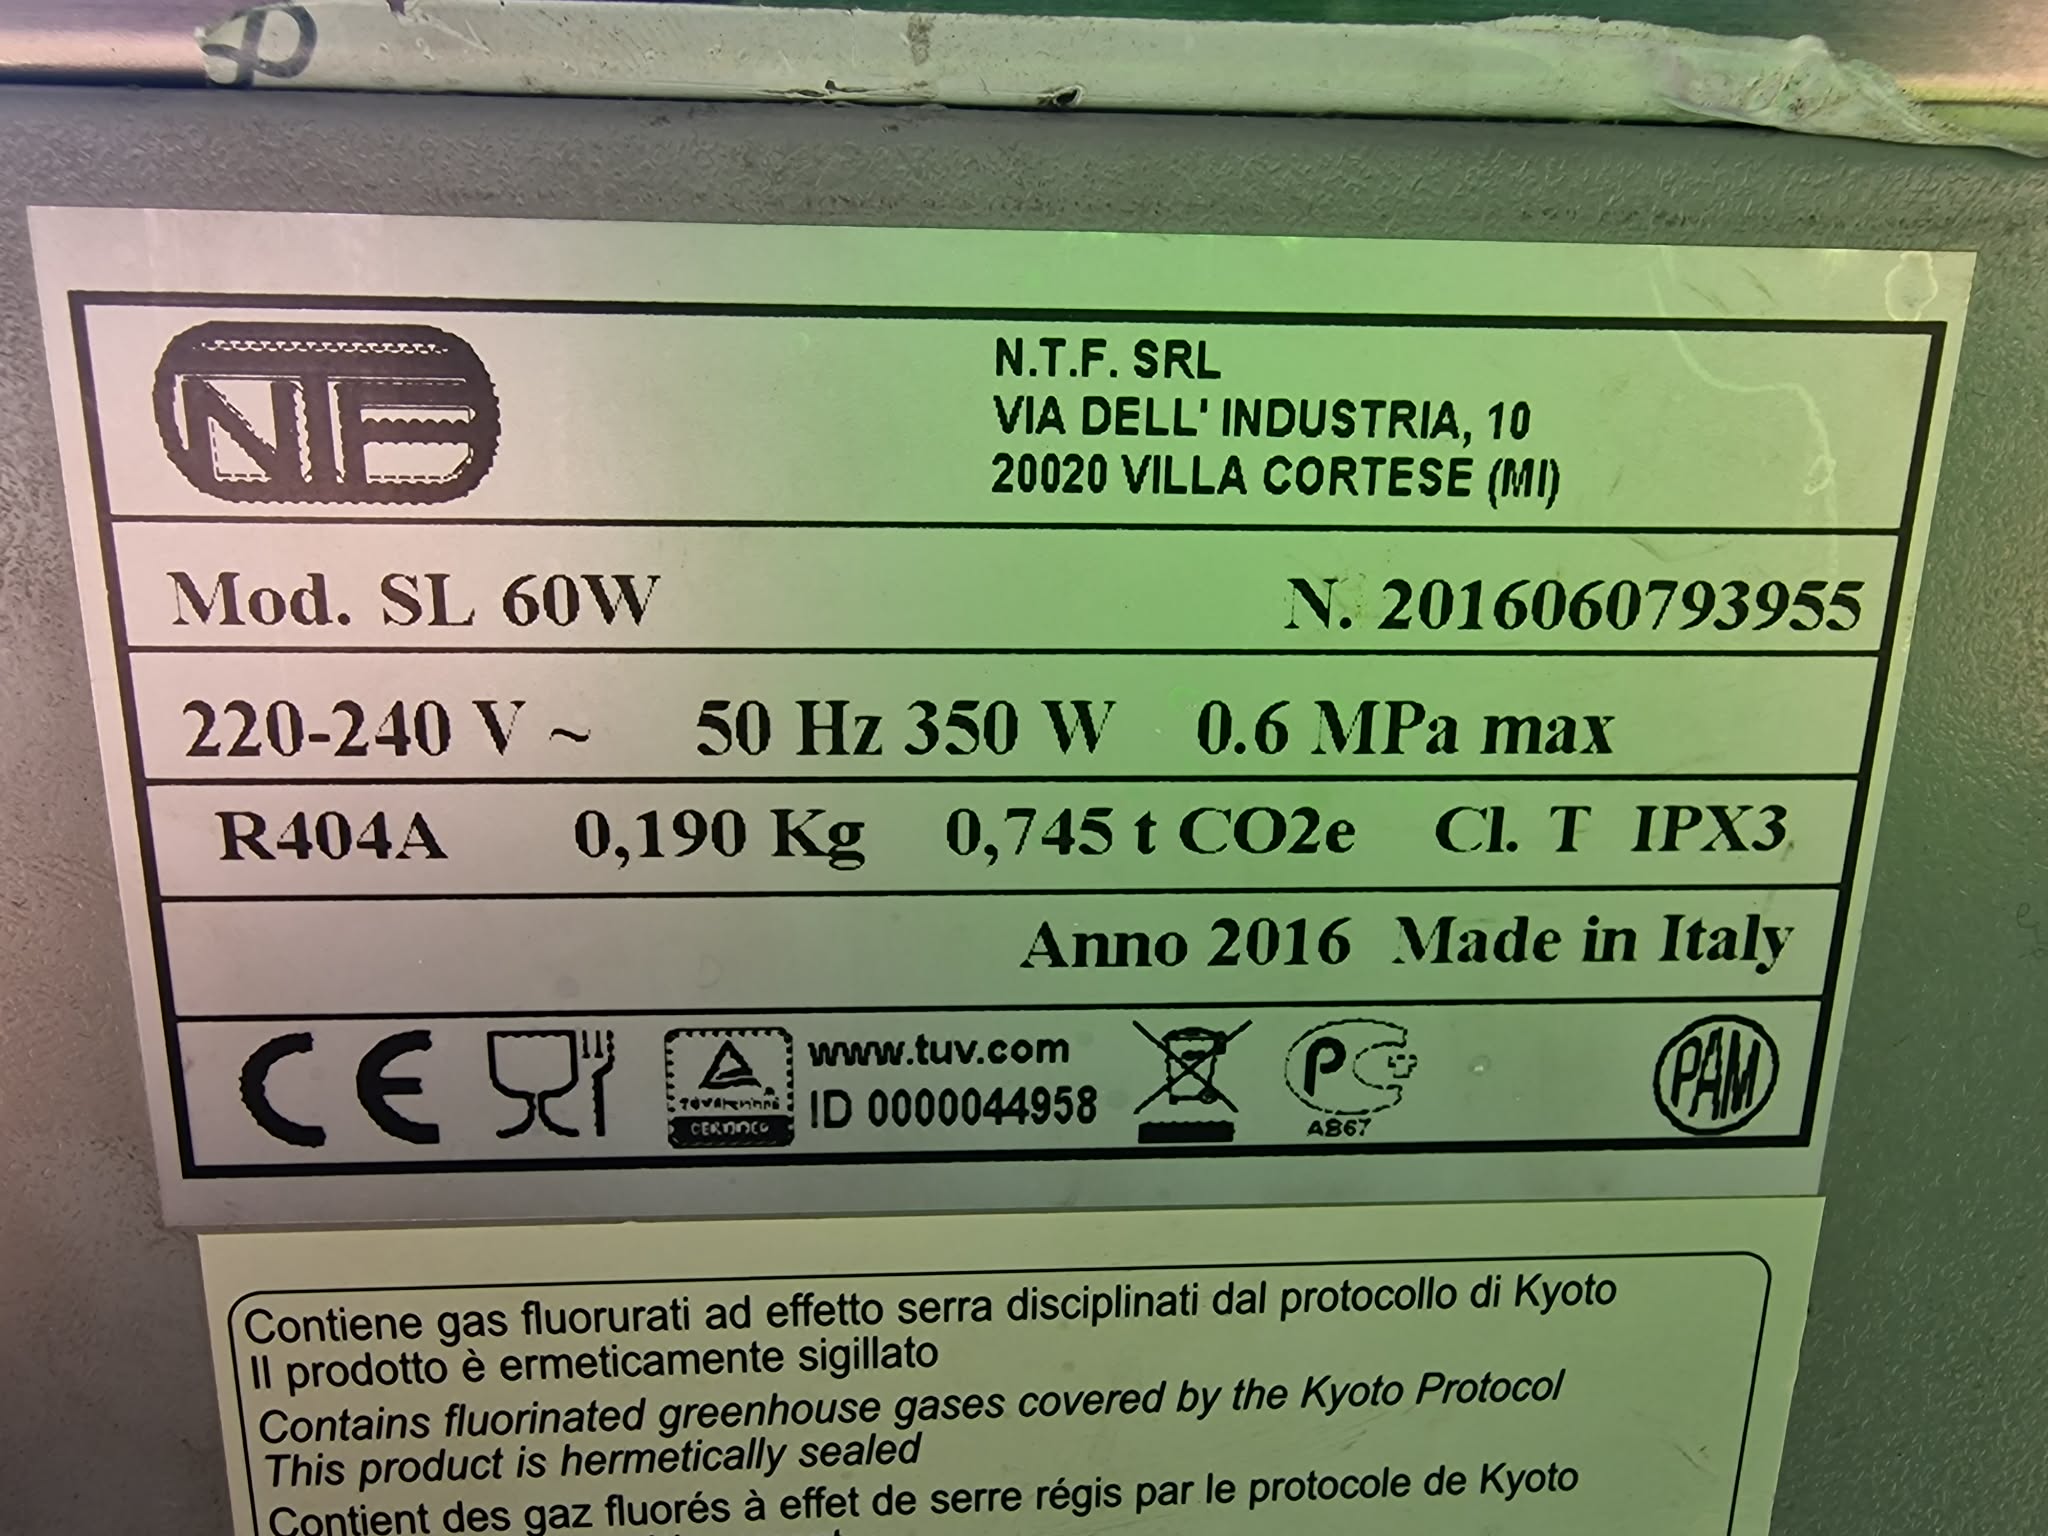 NTF
N.T.F. SRL
VIA DELL' INDUSTRIA, 10
20020 VILLA CORTESE (MI)
Mod. SL 60W N. 2016060793955
220-240 V ~ 50 Hz 350 W 0.6 MPa max
R404A 0,190 Kg 0,745 t CO2e Cl. T IPX3
Anno 2016 Made in Italy
CE
www.tuv.com
ID 0000044958
PC
AB67
PAM
Contiene gas fluorurati ad effetto serra disciplinati dal protocollo di Kyoto
Il prodotto è ermeticamente sigillato
Contains fluorinated greenhouse gases covered by the Kyoto Protocol
This product is hermetically sealed
Contient des gaz fluorés à effet de serre régis par le protocole de Kyoto